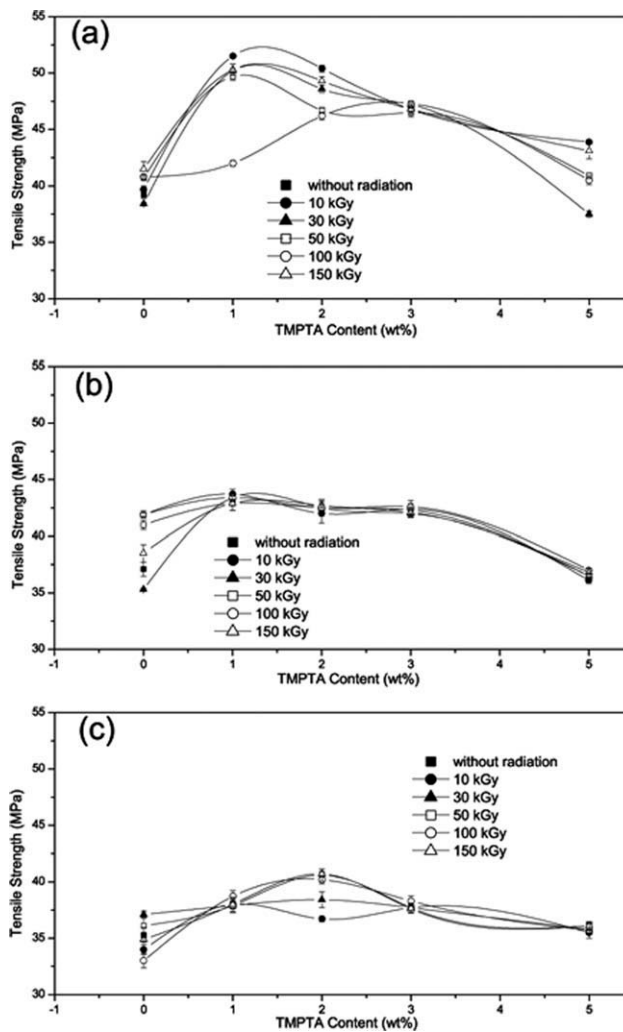 (a)
55
50
45
40
35
30
Tensile Strength (MPa)
without radiation
10 kGy
30 kGy
50 kGy
100 kGy
150 kGy
-1 0 1 2 3 4 5
TMPTA Content (wt%)
(b)
55
50
45
40
35
30
Tensile Strength (MPa)
without radiation
10 kGy
30 kGy
50 kGy
100 kGy
150 kGy
-1 0 1 2 3 4 5
TMPTA Content (wt%)
(c)
55
50
45
40
35
30
Tensile Strength (MPa)
without radiation
10 kGy
30 kGy
50 kGy
100 kGy
150 kGy
-1 0 1 2 3 4 5
TMPTA Content (wt%)